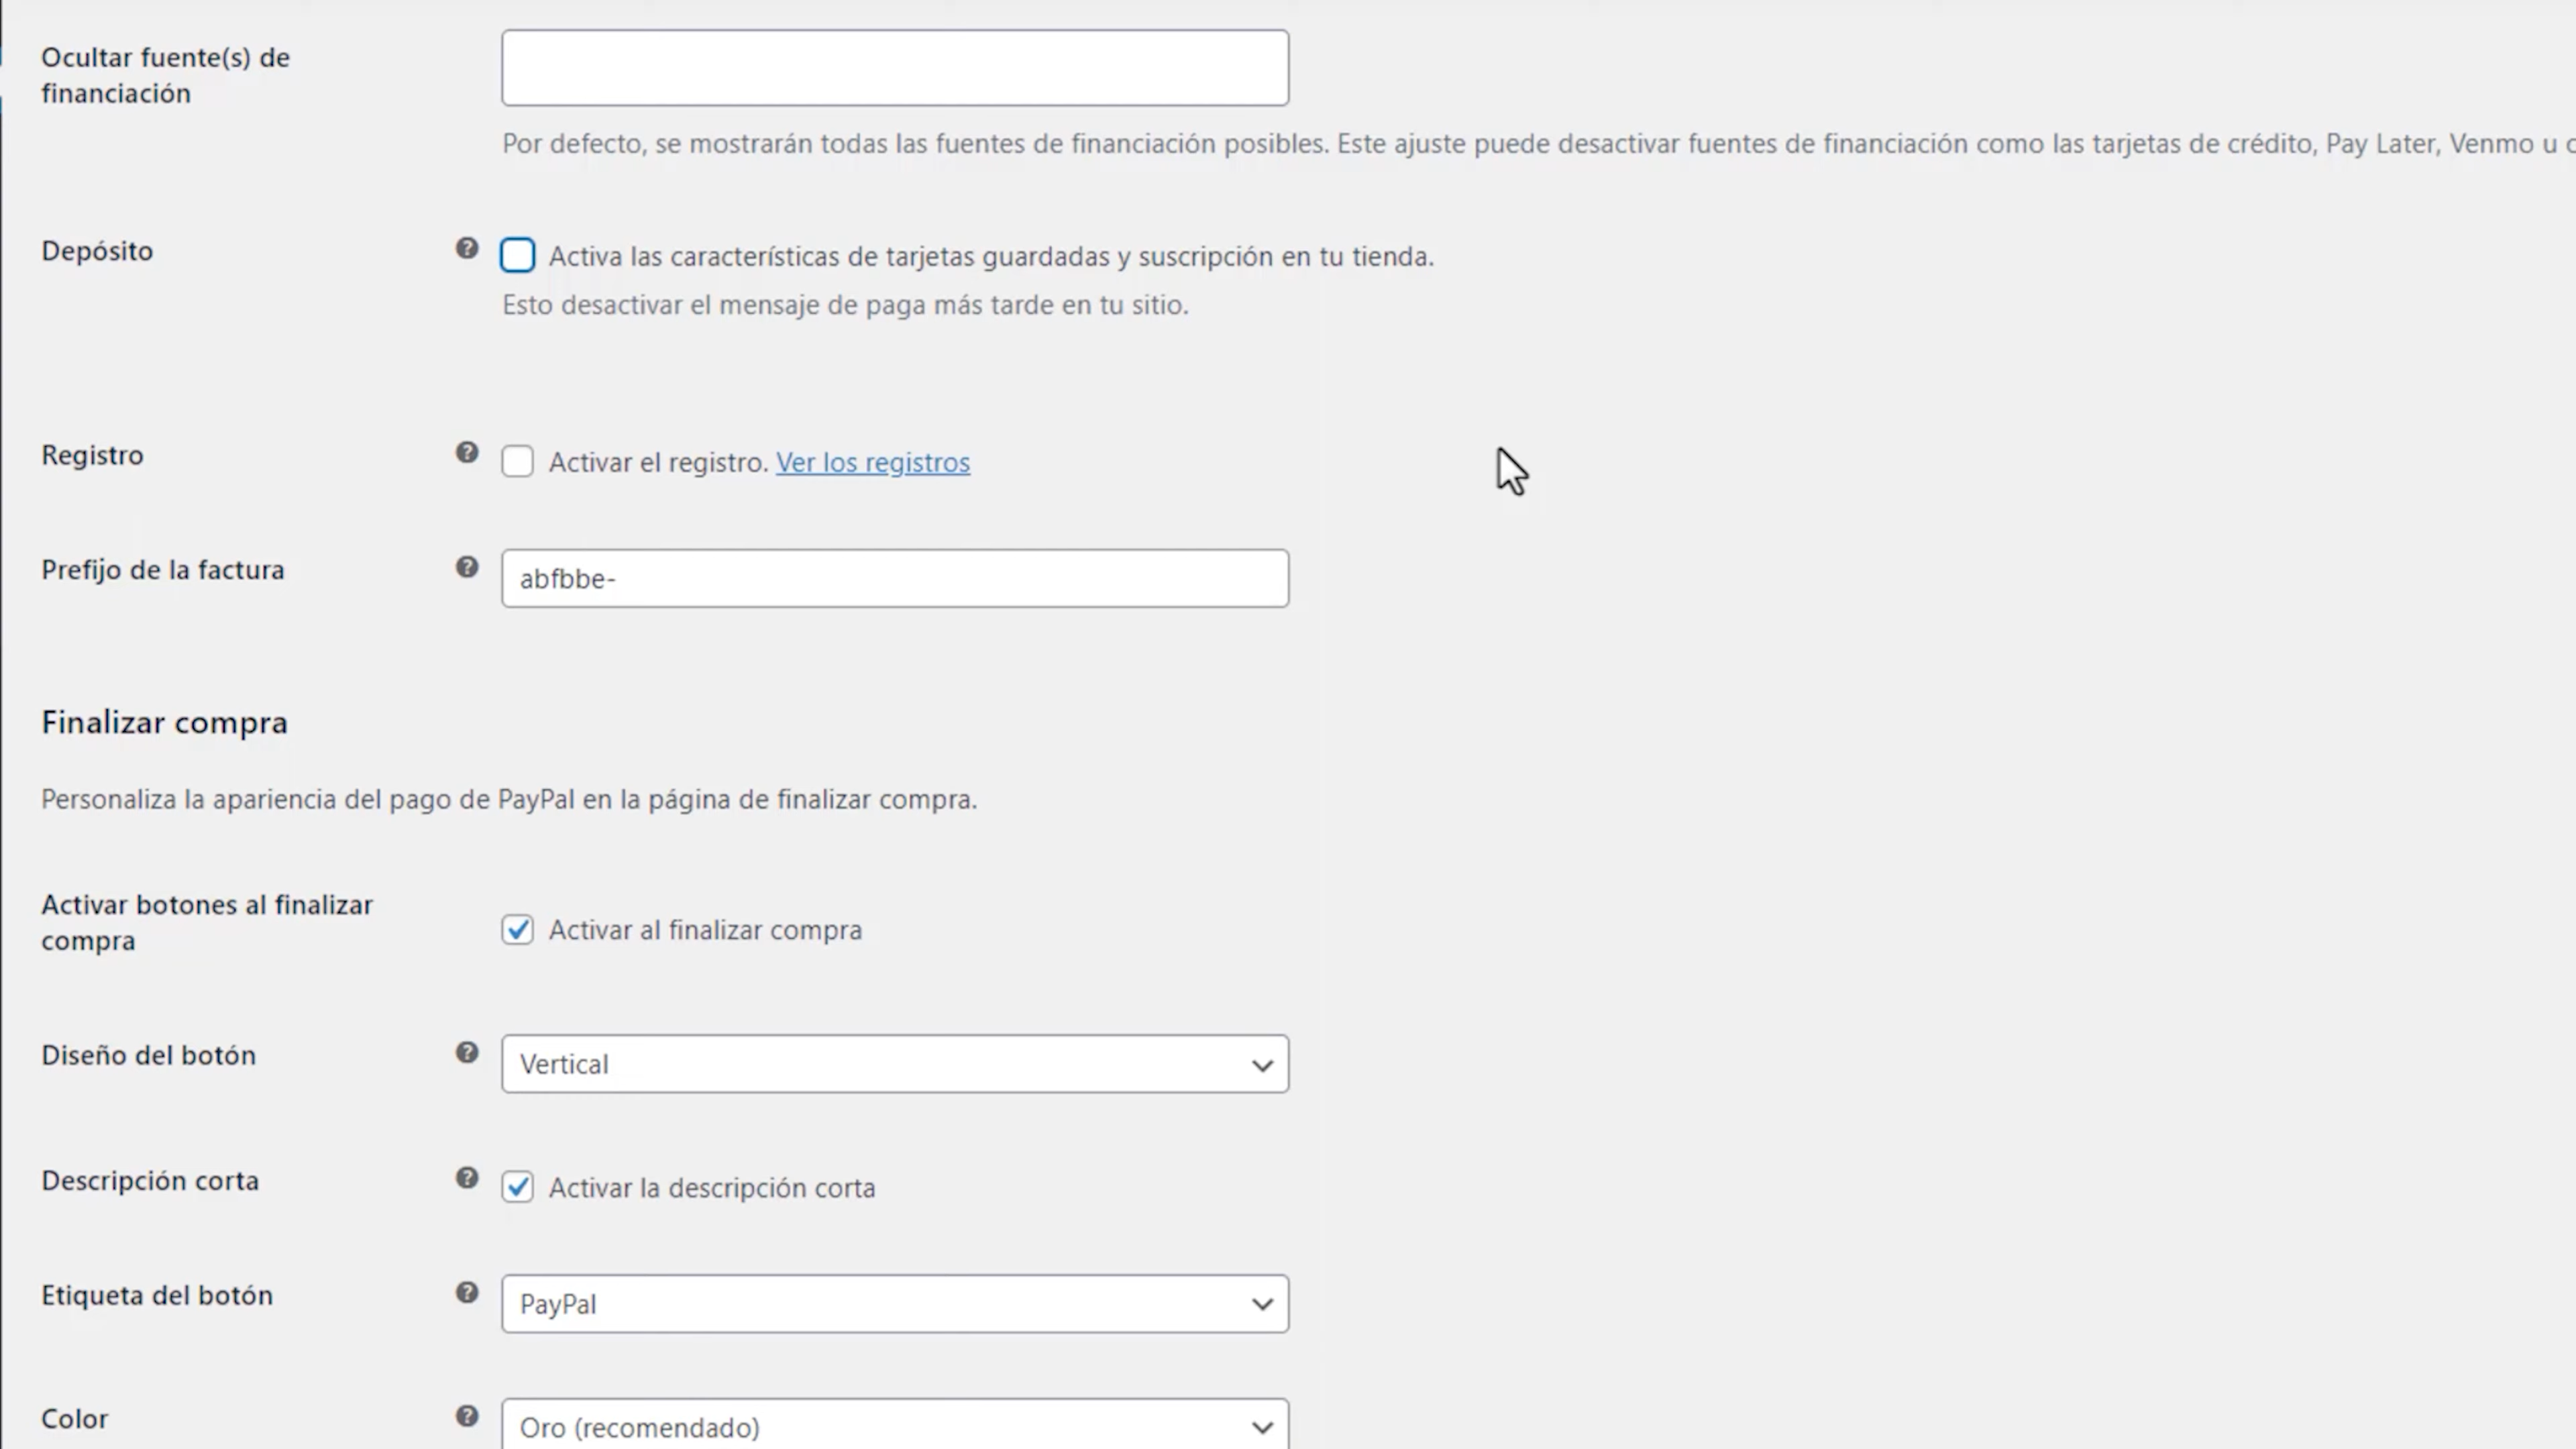 Ocultar fuente(s) de
financiación
Por defecto, se mostrarán todas las fuentes de financiación posibles. Este ajuste puede desactivar fuentes de financiación como las tarjetas de crédito, Pay Later, Venmo u
Depósito
Activa las características de tarjetas guardadas y suscripción en tu tienda.
Esto desactivar el mensaje de paga más tarde en tu sitio.
Registro
Activar el registro. Ver los registros
Prefijo de la factura
abfbbe-
Finalizar compra
Personaliza la apariencia del pago de PayPal en la página de finalizar compra.
Activar botones al finalizar
compra
Activar al finalizar compra
Diseño del botón
Vertical
Descripción corta
Activar la descripción corta
Etiqueta del botón
PayPal
Color
Oro (recomendado)